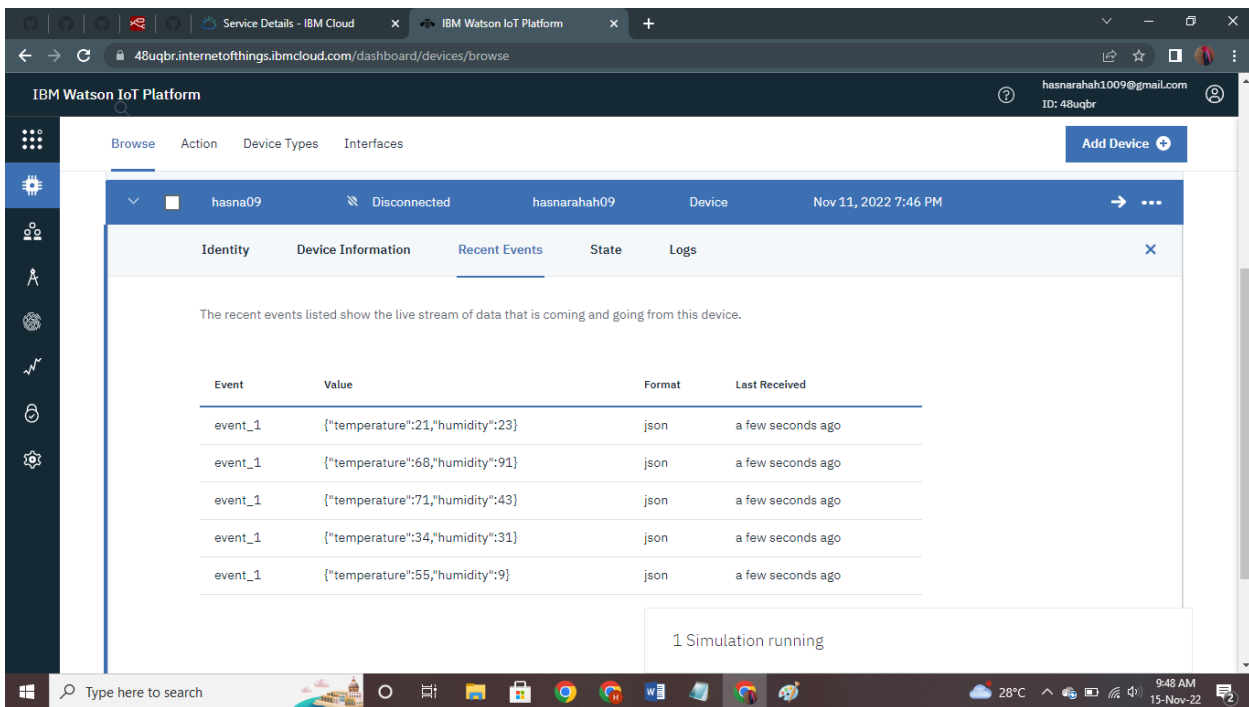 Service Details - IBM Cloud
IBM Watson IoT Platform
48uqbr.internetofthings.ibmcloud.com/dashboard/devices/browse
IBM Watson IoT Platform
hasnarahah1009@gmail.com
ID: 48uqbr
Browse Action Device Types Interfaces
Add Device
hasna09 Disconnected hasnarahah09 Device Nov 11, 2022 7:46 PM
Identity Device Information Recent Events State Logs
The recent events listed show the live stream of data that is coming and going from this device.
Event Value Format Last Received
event_1 {"temperature":21,"humidity":23} json a few seconds ago
event_1 {"temperature":68,"humidity":91} json a few seconds ago
event_1 {"temperature":71,"humidity":43} json a few seconds ago
event_1 {"temperature":34,"humidity":31} json a few seconds ago
event_1 {"temperature":55,"humidity":9} json a few seconds ago
1 Simulation running
Type here to search
28°C
9:48 AM
15-Nov-22
2